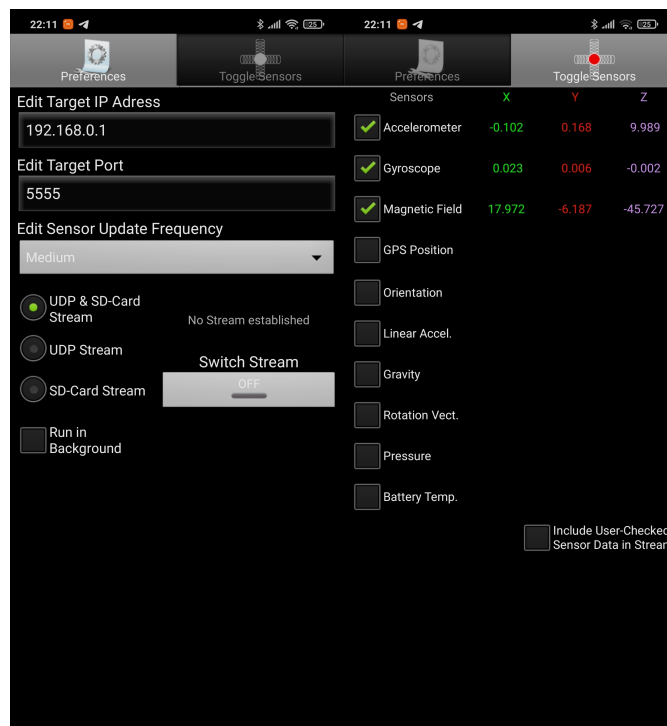 22:11
25
Preferences
Toggle Sensors
Edit Target IP Adress
192.168.0.1
Edit Target Port
5555
Edit Sensor Update Frequency
Medium
UDP & SD-Card
Stream
No Stream established
UDP Stream
Switch Stream
OFF
SD-Card Stream
Run in
Background
22:11
25
Preferences
Toggle Sensors
Sensors X Y Z
Accelerometer -0.102 0.168 9.989
Gyroscope 0.023 0.006 -0.002
Magnetic Field 17.972 -6.187 -45.727
GPS Position
Orientation
Linear Accel.
Gravity
Rotation Vect.
Pressure
Battery Temp.
Include User-Checked
Sensor Data in Stream